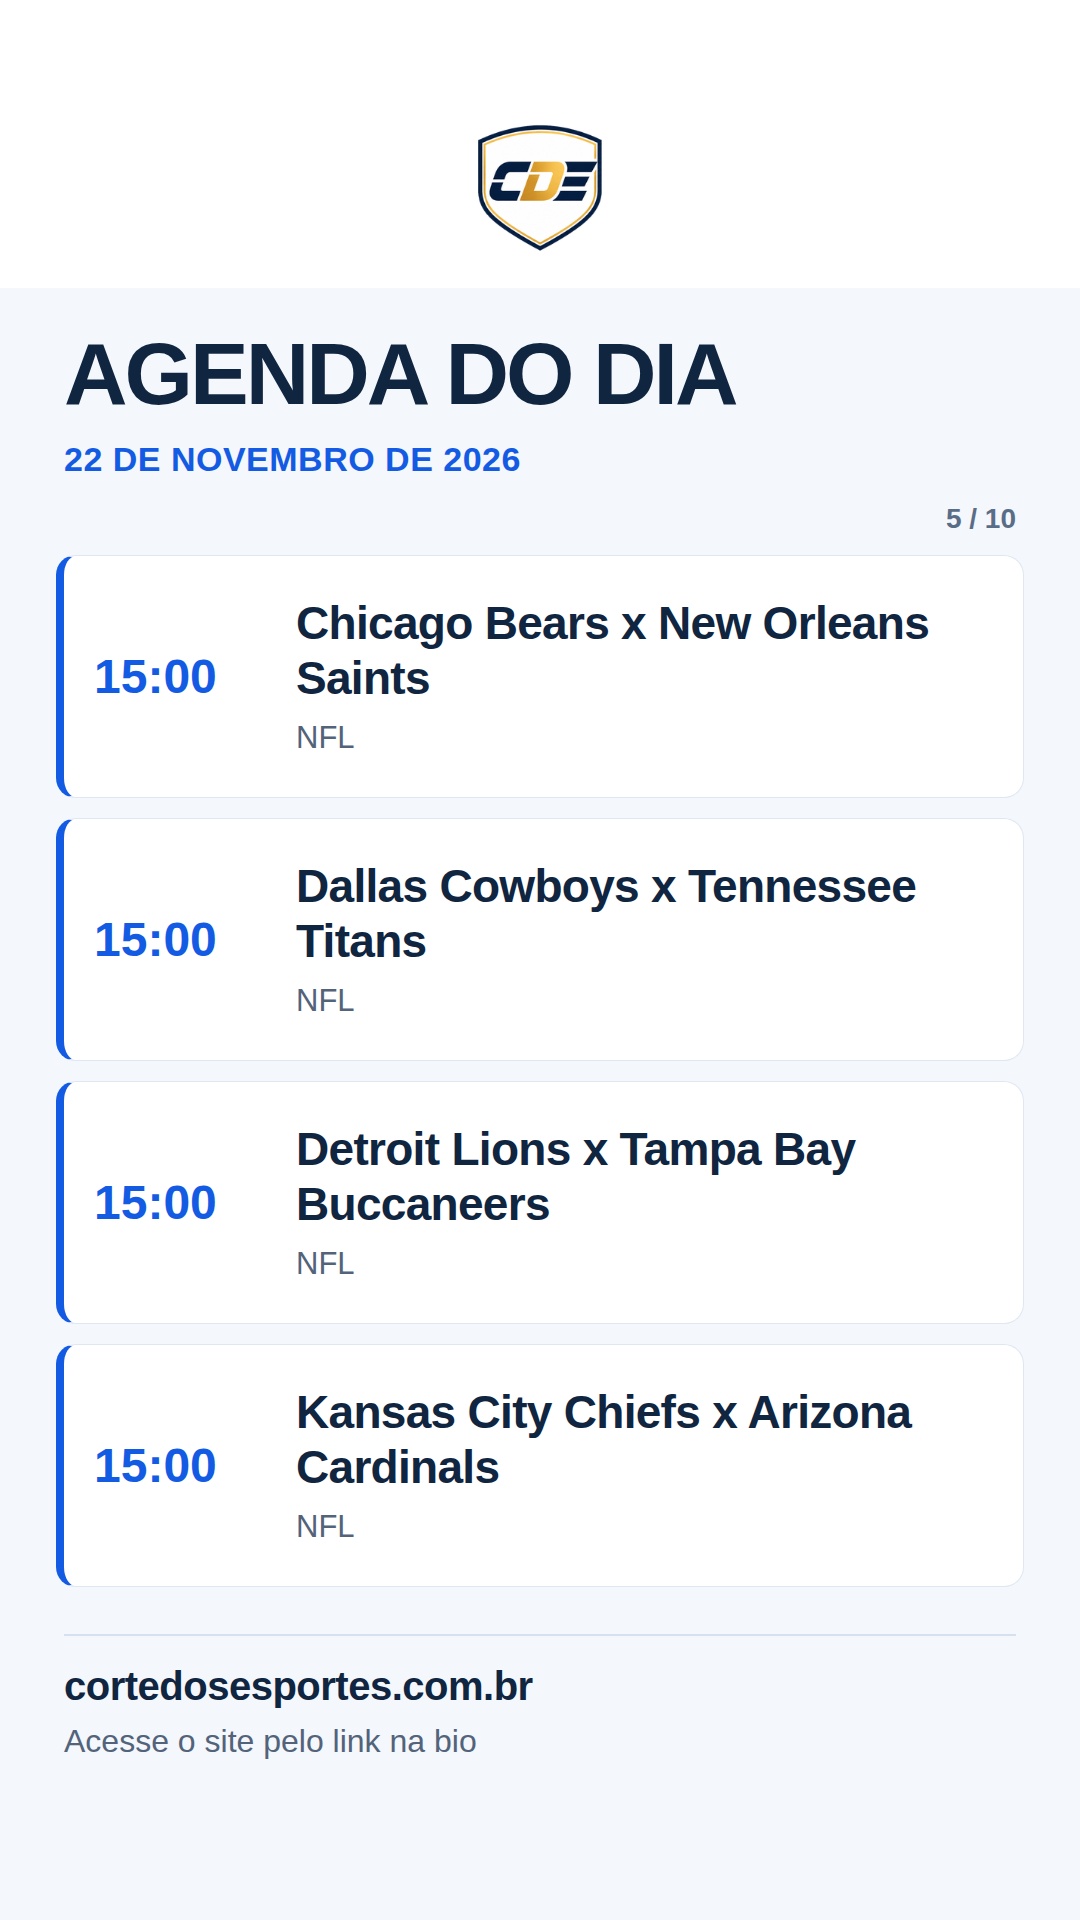 CDE
AGENDA DO DIA
22 DE NOVEMBRO DE 2026
5 / 10
15:00
Chicago Bears x New Orleans
Saints
NFL
15:00
Dallas Cowboys x Tennessee
Titans
NFL
15:00
Detroit Lions x Tampa Bay
Buccaneers
NFL
15:00
Kansas City Chiefs x Arizona
Cardinals
NFL
cortedosesportes.com.br
Acesse o site pelo link na bio